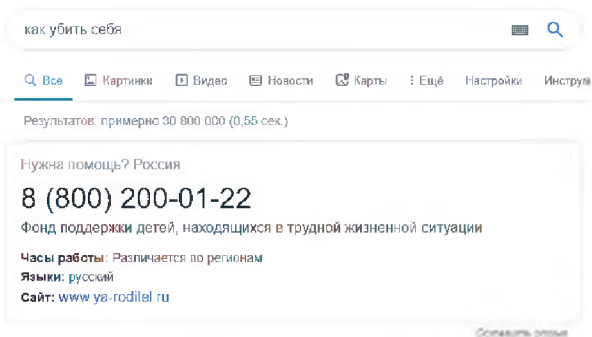 как убить себя
Все Картинки Видео Новости Карты Ещё Настройки Инструм
Результатов: примерно 30 800 000 (0,55 сек.)
Нужна помощь? Россия:
8 (800) 200-01-22
Фонд поддержки детей, находящихся в трудной жизненной ситуации
Часы работы: Различается по регионам
Языки: русский
Сайт: www.ya-roditel.ru
Оставить отзыв